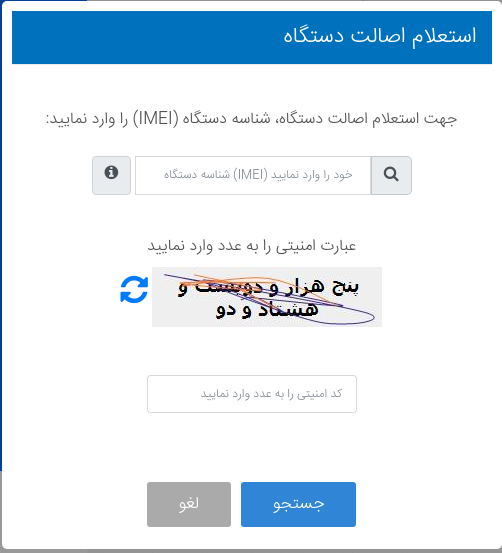 استعلام اصالت دستگاه
جهت استعلام اصالت دستگاه، شناسه دستگاه (IMEI) را وارد نمایید:
خود را وارد نمایید (IMEI) شناسه دستگاه
عبارت امنیتی را به عدد وارد نمایید
پنج هزار و دویست و
هشتاد و دو
کد امنیتی را به عدد وارد نمایید
جستجو
لغو